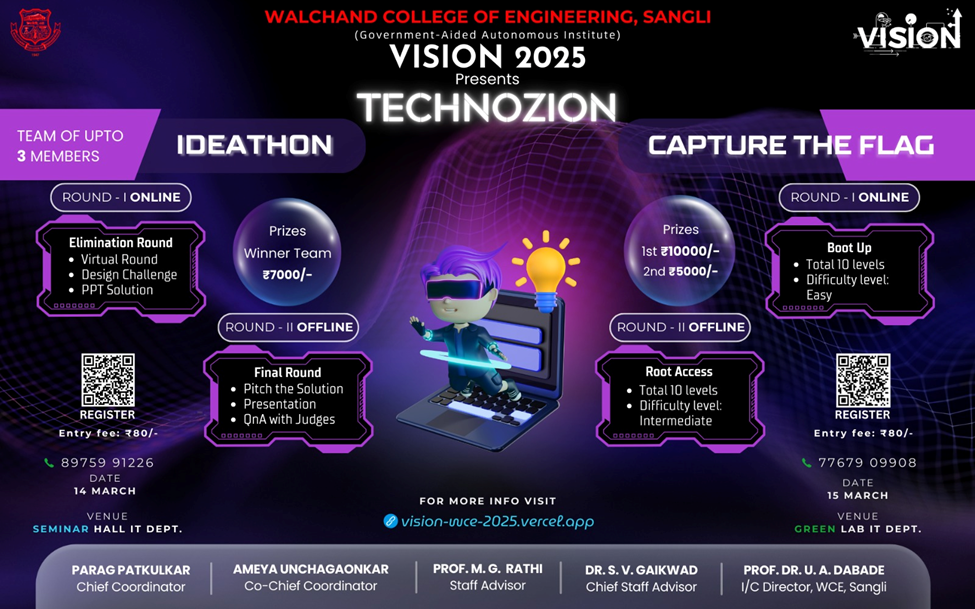 WALCHAND COLLEGE OF ENGINEERING, SANGLI
(Government-Aided Autonomous Institute)
VISION 2025
Presents
TECHNOZION
VISION
TEAM OF UPTO
3 MEMBERS
IDEATHON
ROUND - I ONLINE
Elimination Round
• Virtual Round
• Design Challenge
• PPT Solution
Prizes
Winner Team
₹7000/-
ROUND - II OFFLINE
Final Round
• Pitch the Solution
• Presentation
• QnA with Judges
REGISTER
Entry fee: ₹80/-
89759 91226
DATE
14 MARCH
VENUE
SEMINAR HALL IT DEPT.
CAPTURE THE FLAG
Prizes
1st ₹10000/-
2nd ₹5000/-
ROUND - I ONLINE
Boot Up
• Total 10 levels
• Difficulty level:
Easy
ROUND - II OFFLINE
Root Access
• Total 10 levels
• Difficulty level:
Intermediate
REGISTER
Entry fee: ₹80/-
77679 09908
DATE
15 MARCH
VENUE
GREEN LAB IT DEPT.
FOR MORE INFO VISIT
vision-wce-2025.vercel.app
PARAG PATKULKAR
Chief Coordinator
AMEYA UNCHAGAONKAR
Co-Chief Coordinator
PROF. M. G. RATHI
Staff Advisor
DR. S. V. GAIKWAD
Chief Staff Advisor
PROF. DR. U. A. DABADE
I/C Director, WCE, Sangli